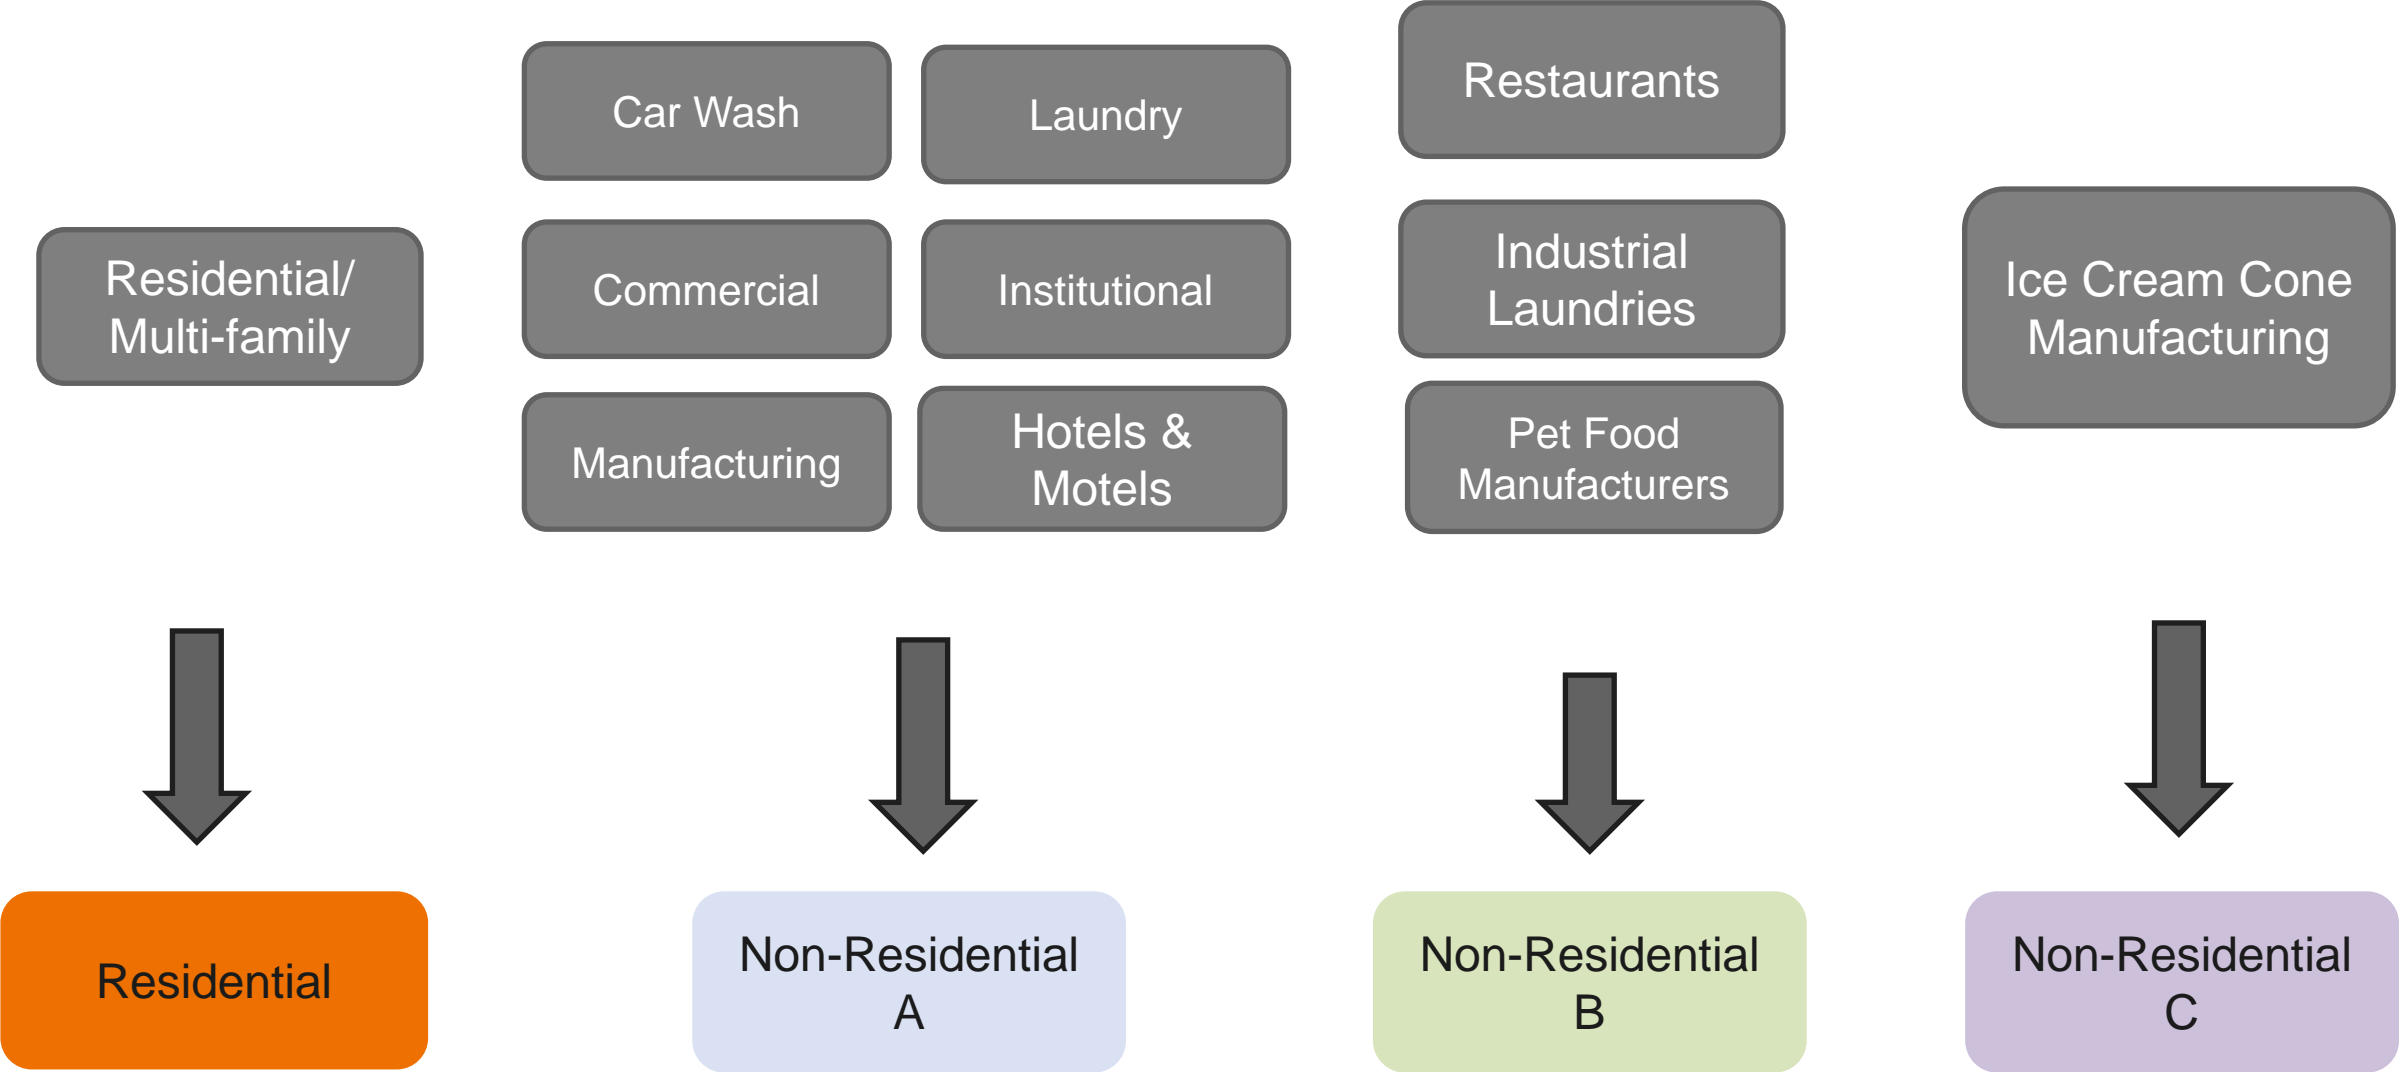 Residential/
Multi-family
Car Wash
Laundry
Commercial
Institutional
Manufacturing
Hotels &
Motels
Restaurants
Industrial
Laundries
Pet Food
Manufacturers
Ice Cream Cone
Manufacturing
Residential
Non-Residential
A
Non-Residential
B
Non-Residential
C